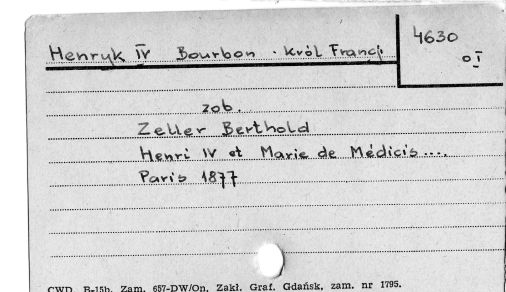 Henryk IV Bourbon . Król Francji
4630
o I
zob.
Zeller Berthold
Henri IV et Marie de Médicis....
Paris 1877
CWD B-15b. Zam. 657-DW/On. Zakł. Graf. Gdańsk, zam. nr 1795.